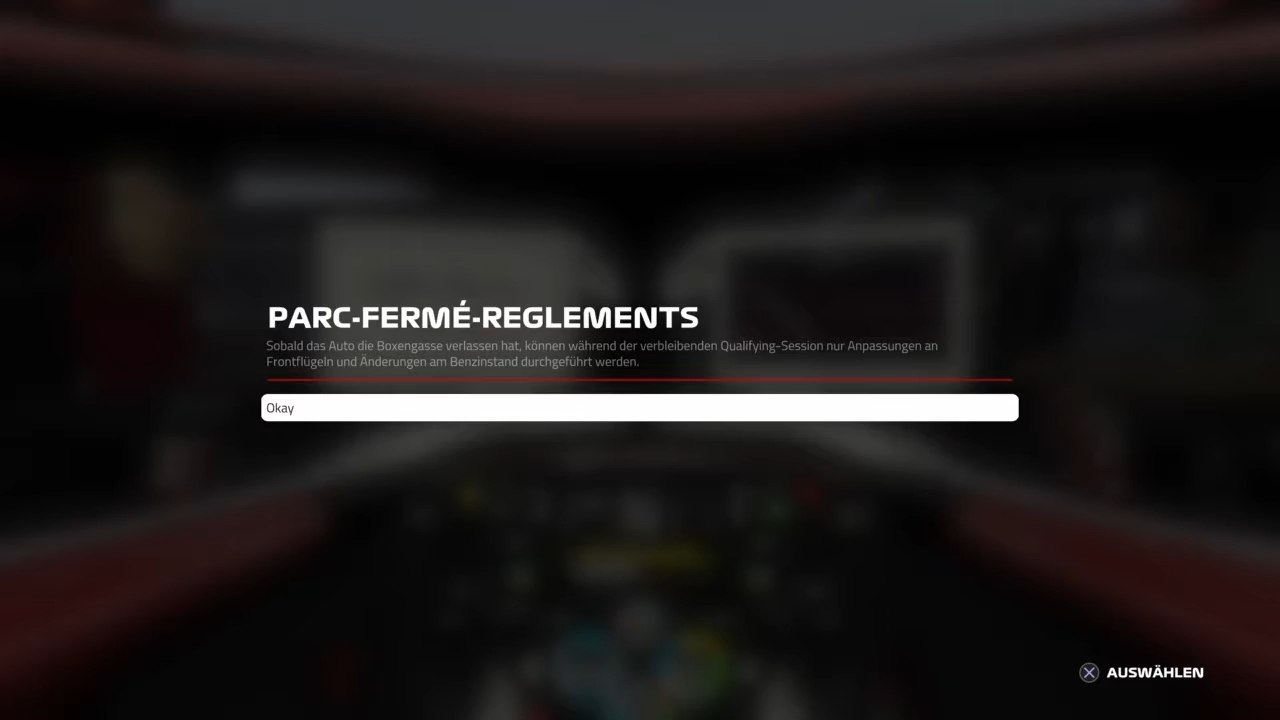 PARC-FERMÉ-REGLEMENTS
Sobald das Auto die Boxengasse verlassen hat, können während der verbleibenden Qualifying-Session nur Anpassungen an
Frontflügeln und Änderungen am Benzinstand durchgeführt werden.
Okay
AUSWÄHLEN